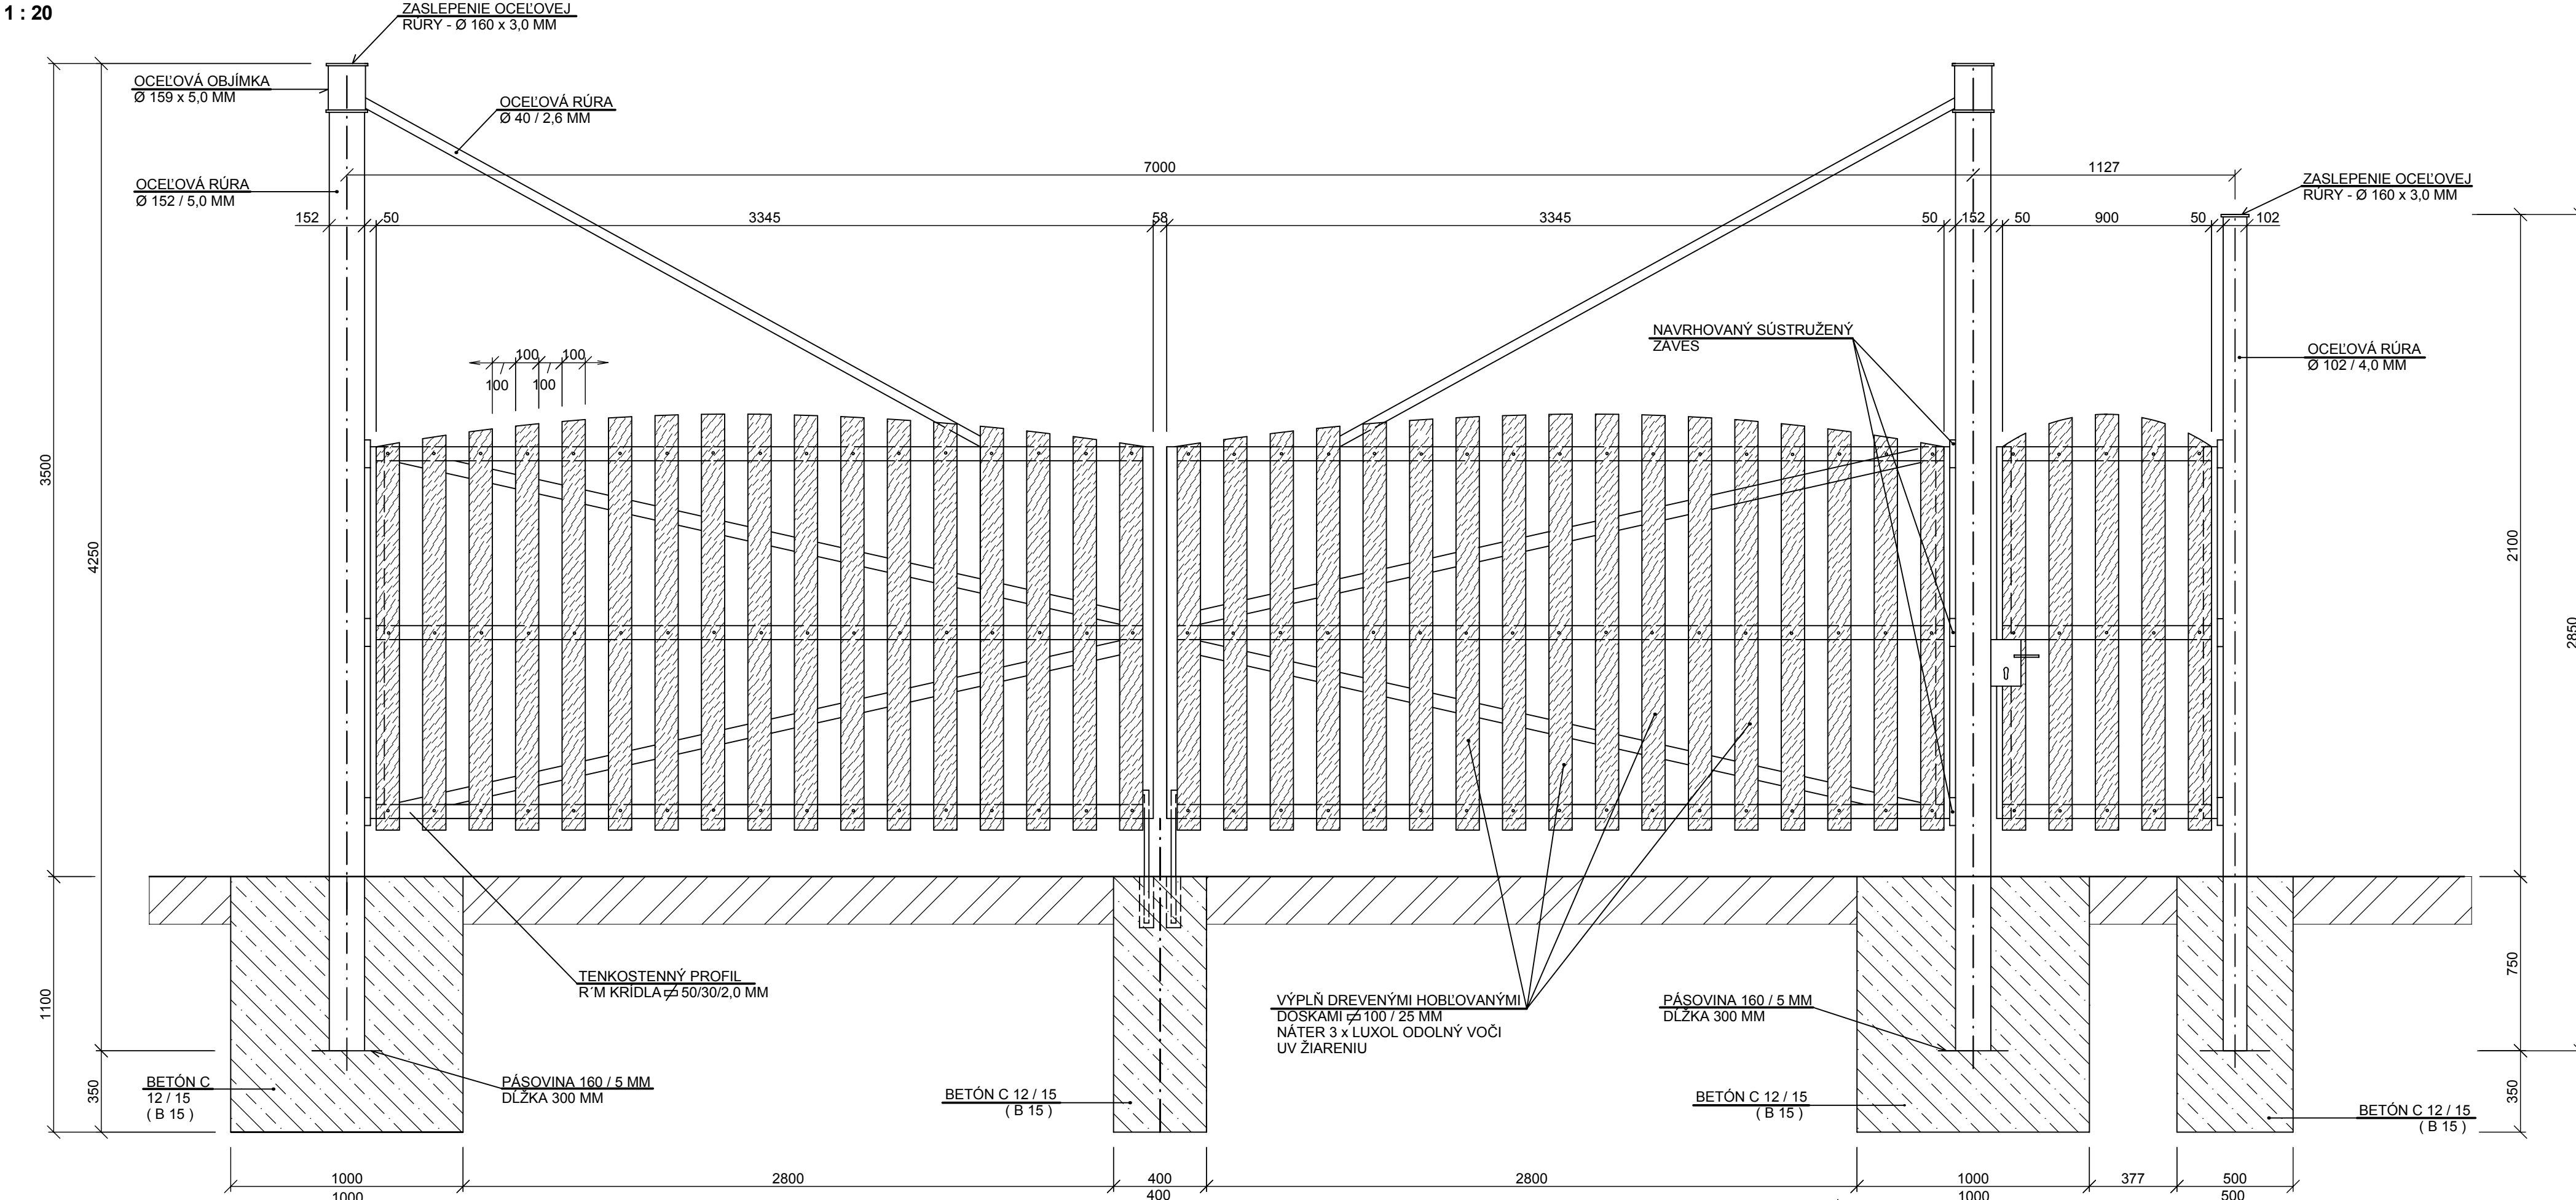 1 : 20
ZASLEPENIE OCEĽOVEJ
RÚRY - Ø 160 x 3,0 MM
OCEĽOVÁ OBJÍMKA
Ø 159 x 5,0 MM
OCEĽOVÁ RÚRA
Ø 40 / 2,6 MM
7000
1127
OCEĽOVÁ RÚRA
Ø 152 / 5,0 MM
ZASLEPENIE OCEĽOVEJ
RÚRY - Ø 160 x 3,0 MM
152
50
3345
58
3345
50
152
50
900
50
102
NAVRHOVANÝ SÚSTRUŽENÝ
ZÁVES
OCEĽOVÁ RÚRA
Ø 102 / 4,0 MM
100
100
100
100
3500
4250
2100
2850
1100
350
750
350
TENKOSTENNÝ PROFIL
R´M KRÍDLA 50/30/2,0 MM
VÝPLŇ DREVENÝMI HOBĽOVANÝMI
DOSKAMI 100 / 25 MM
NÁTER 3 x LUXOL ODOLNÝ VOČI
UV ŽIARENIU
PÁSOVINA 160 / 5 MM
DĹŽKA 300 MM
BETÓN C
12 / 15
( B 15 )
PÁSOVINA 160 / 5 MM
DĹŽKA 300 MM
BETÓN C 12 / 15
( B 15 )
BETÓN C 12 / 15
( B 15 )
BETÓN C 12 / 15
( B 15 )
1000
2800
400
2800
1000
377
500
1000
400
1000
500